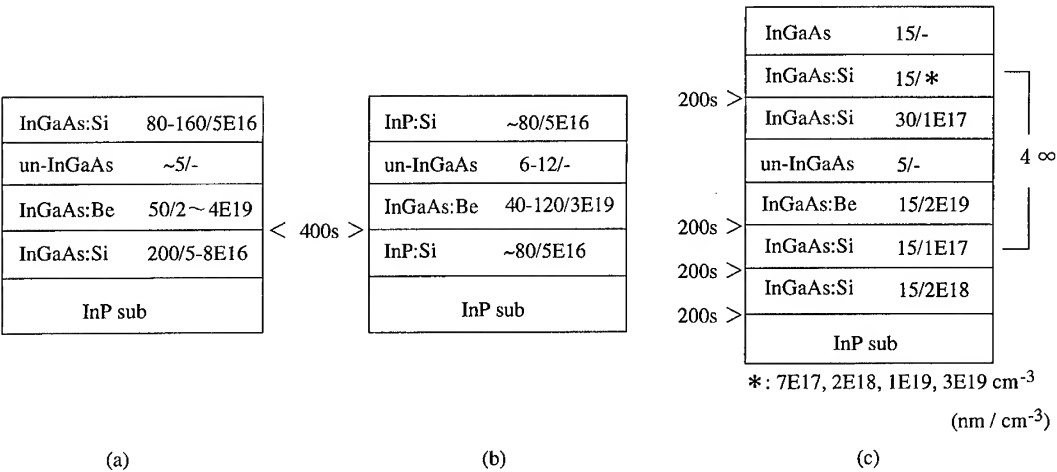 InGaAs:Si 80-160/5E16
un-InGaAs ~5/-
InGaAs:Be 50/2～4E19
InGaAs:Si 200/5-8E16
InP sub
(a)
< 400s >
InP:Si ~80/5E16
un-InGaAs 6-12/-
InGaAs:Be 40-120/3E19
InP:Si ~80/5E16
InP sub
(b)
InGaAs 15/-
InGaAs:Si 15/＊
200s >
InGaAs:Si 30/1E17
un-InGaAs 5/-
4 ∞
InGaAs:Be 15/2E19
200s >
InGaAs:Si 15/1E17
200s >
InGaAs:Si 15/2E18
200s >
InP sub
＊: 7E17, 2E18, 1E19, 3E19 cm-3
(nm / cm-3)
(c)